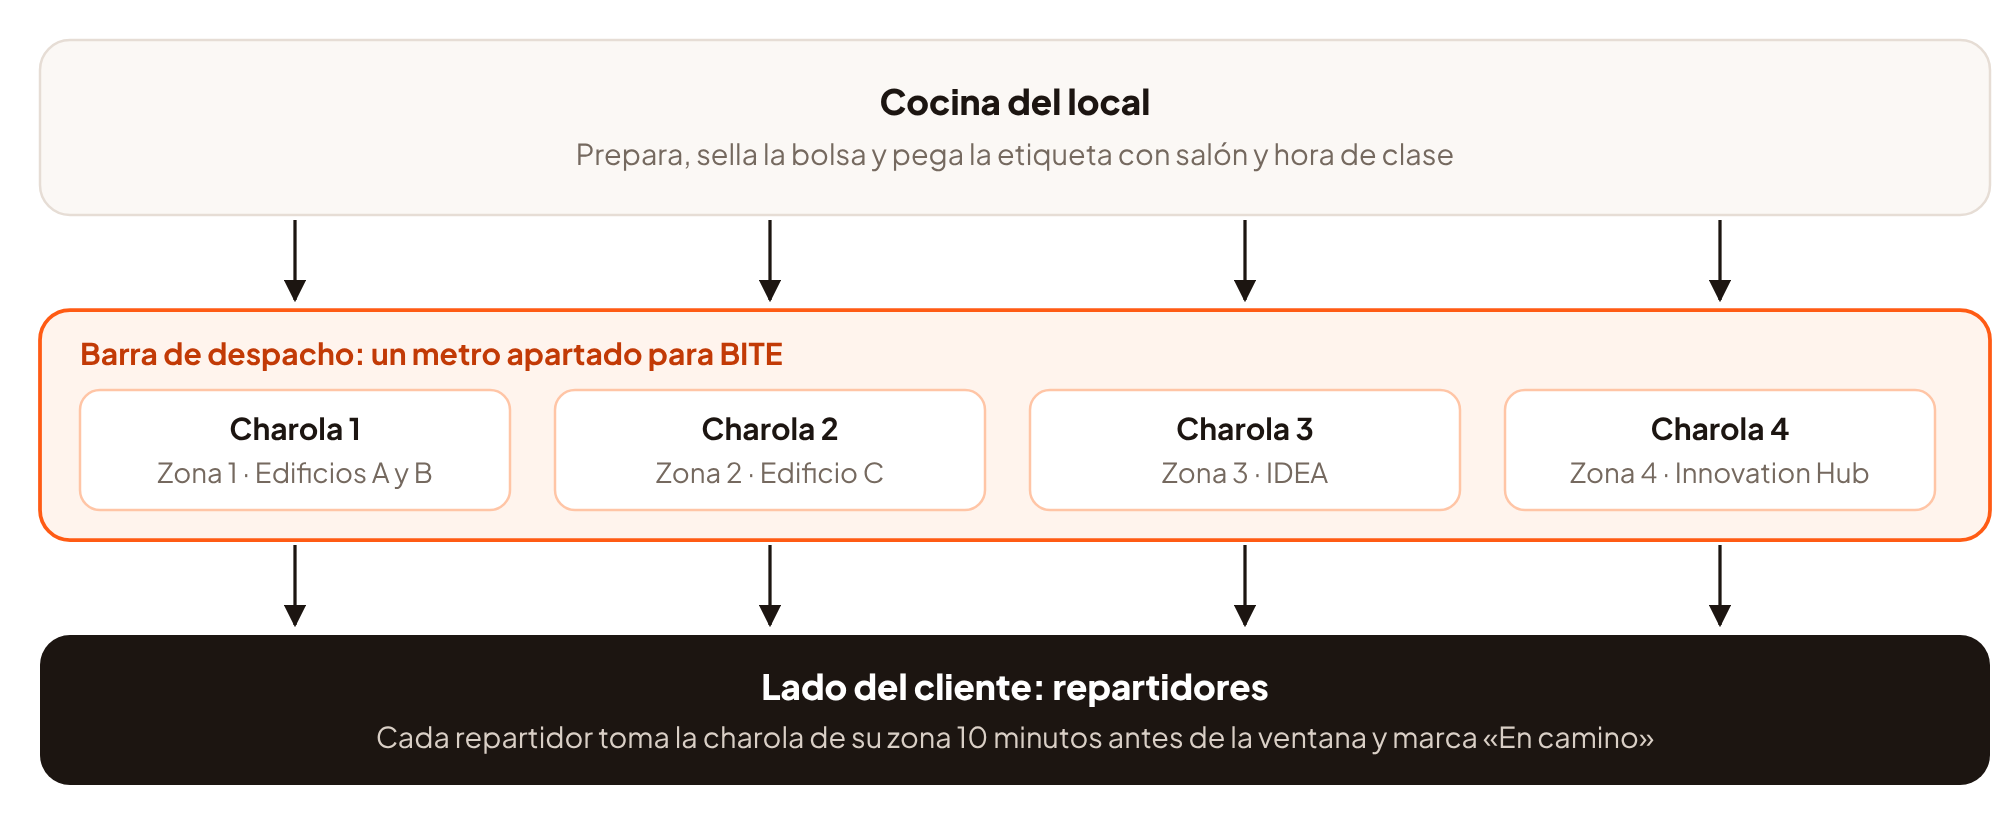 Cocina del local
Prepara, sella la bolsa y pega la etiqueta con salón y hora de clase
Barra de despacho: un metro apartado para BITE
Charola 1
Zona 1 · Edificios A y B
Charola 2
Zona 2 · Edificio C
Charola 3
Zona 3 · IDEA
Charola 4
Zona 4 · Innovation Hub
Lado del cliente: repartidores
Cada repartidor toma la charola de su zona 10 minutos antes de la ventana y marca «En camino»